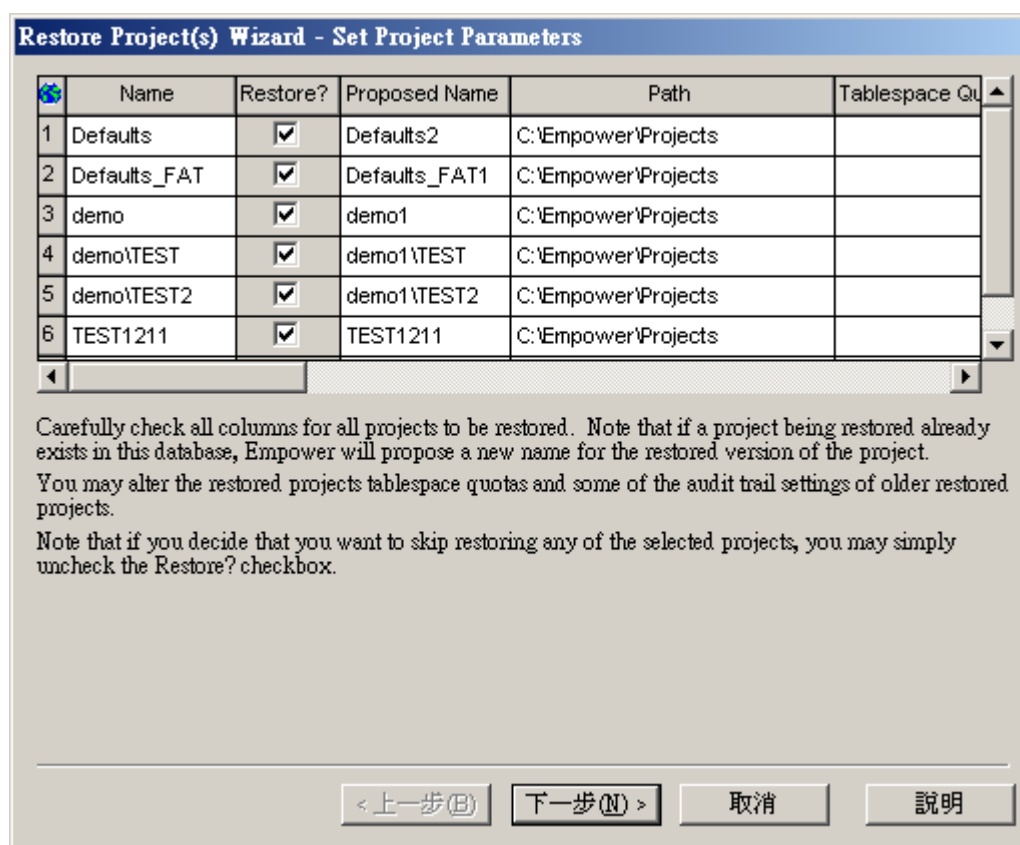 Restore Project(s) Wizard - Set Project Parameters
Name Restore? Proposed Name Path Tablespace Qu
1 Defaults Defaults2 C:\Empower\Projects
2 Defaults_FAT Defaults_FAT1 C:\Empower\Projects
3 demo demo1 C:\Empower\Projects
4 demo\TEST demo1\TEST C:\Empower\Projects
5 demo\TEST2 demo1\TEST2 C:\Empower\Projects
6 TEST1211 TEST1211 C:\Empower\Projects
Carefully check all columns for all projects to be restored. Note that if a project being restored already
exists in this database, Empower will propose a new name for the restored version of the project.
You may alter the restored projects tablespace quotas and some of the audit trail settings of older restored
projects.
Note that if you decide that you want to skip restoring any of the selected projects, you may simply
uncheck the Restore? checkbox.
<上一步(B) 下一步(N) > 取消 說明